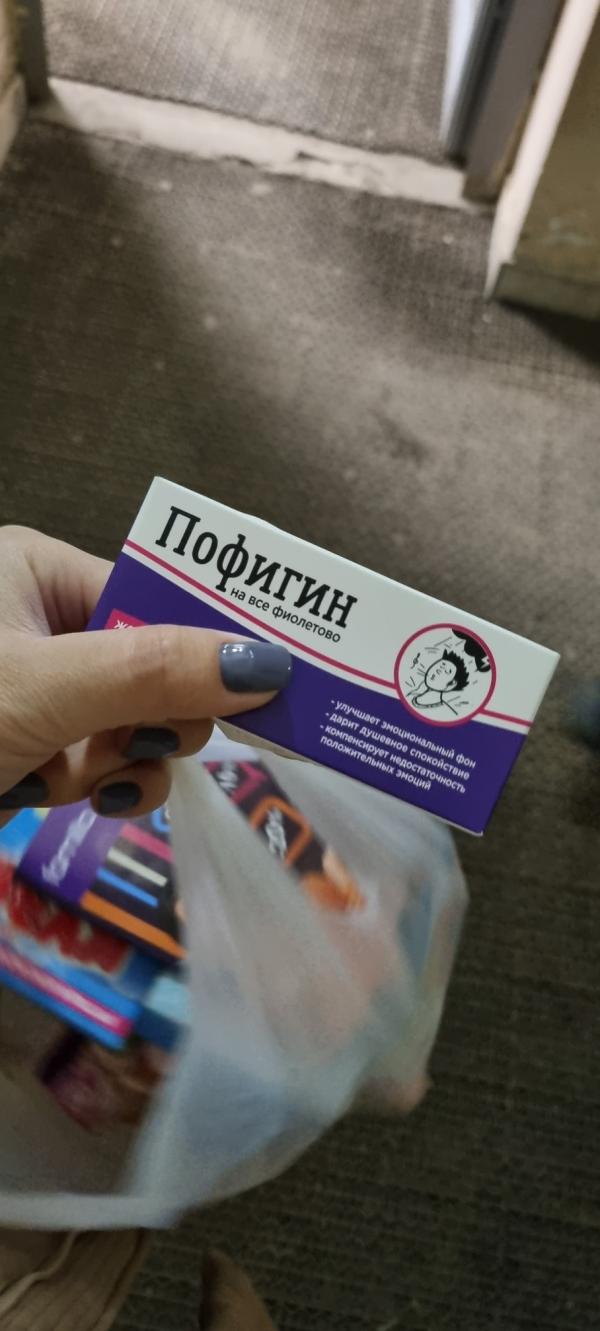 Пофигин
на все фиолетово
- улучшает эмоциональный фон
- дарит душевное спокойствие
- компенсирует недостаточность
положительных эмоций